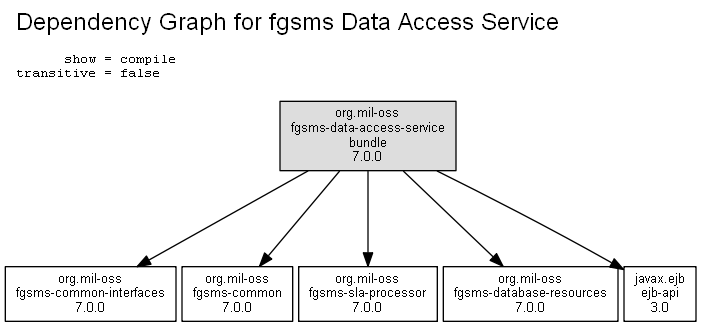 Dependency Graph for fgsms Data Access Service
show = compile
transitive = false
org.mil-oss
fgsms-data-access-service
bundle
7.0.0
org.mil-oss
fgsms-common-interfaces
7.0.0
org.mil-oss
fgsms-common
7.0.0
org.mil-oss
fgsms-sla-processor
7.0.0
org.mil-oss
fgsms-database-resources
7.0.0
javax.ejb
ejb-api
3.0